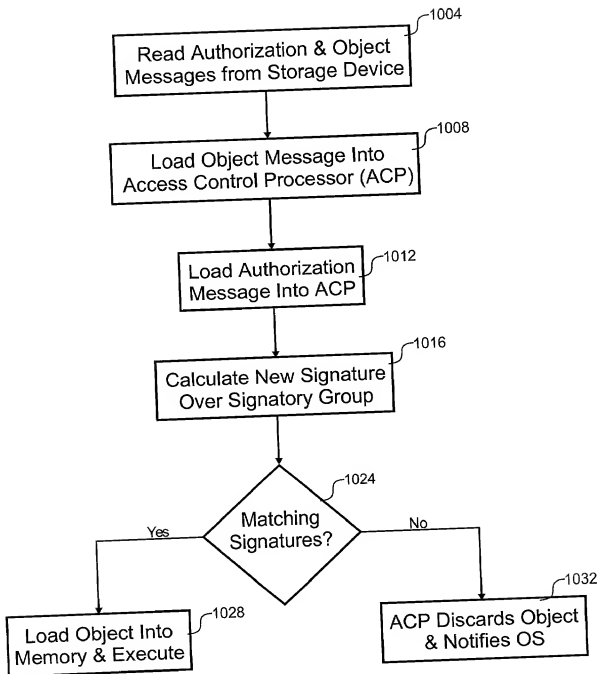 1004
Read Authorization & Object
Messages from Storage Device
1008
Load Object Message Into
Access Control Processor (ACP)
1012
Load Authorization
Message Into ACP
1016
Calculate New Signature
Over Signatory Group
1024
Matching
Signatures?
Yes
No
1028
Load Object Into
Memory & Execute
1032
ACP Discards Object
& Notifies OS